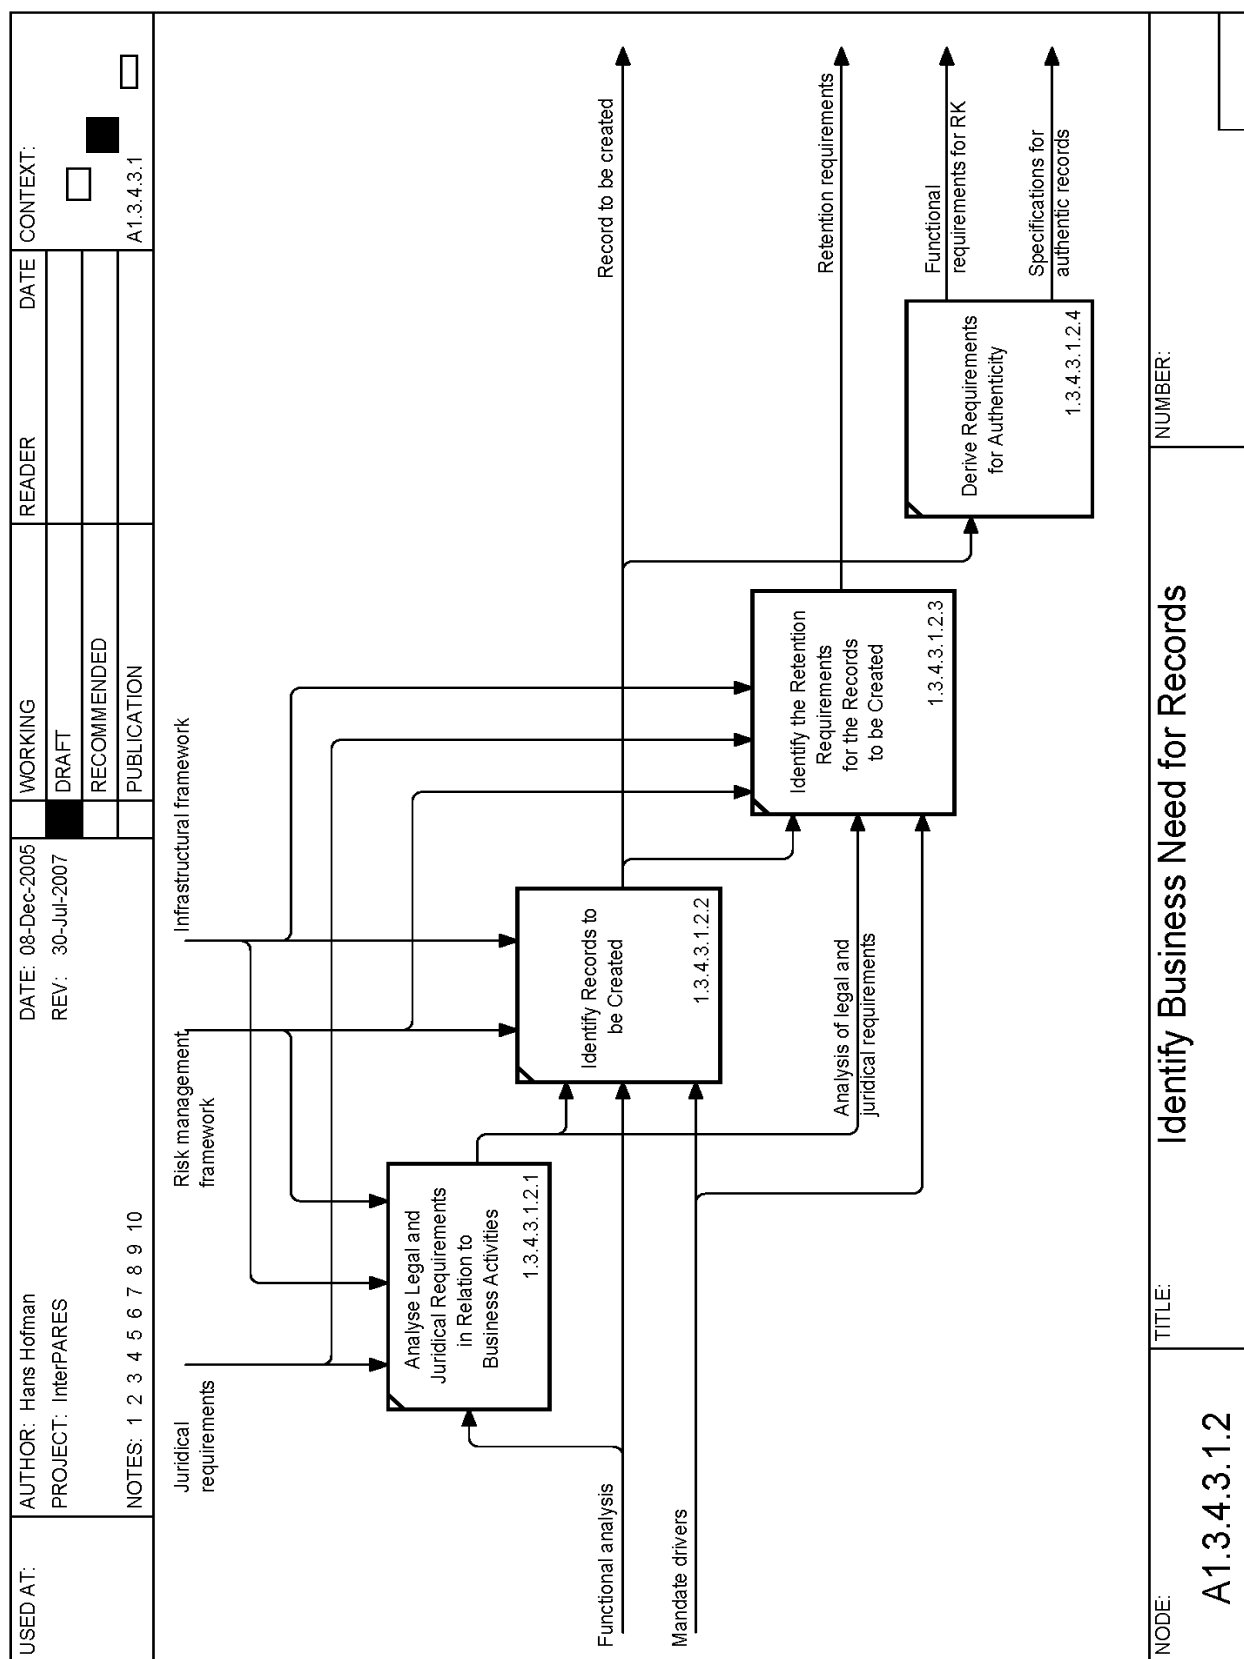 USED AT:
AUTHOR: Hans Hofman
PROJECT: InterPARES
NOTES: 1 2 3 4 5 6 7 8 9 10
DATE: 08-Dec-2005
REV: 30-Jul-2007
WORKING
DRAFT
RECOMMENDED
PUBLICATION
READER
DATE
CONTEXT:
A1.3.4.3.1
Juridical
requirements
Risk management
framework
Infrastructural framework
Functional analysis
Mandate drivers
Analyse Legal and
Juridical Requirements
in Relation to
Business Activities
1.3.4.3.1.2.1
Identify Records to
be Created
1.3.4.3.1.2.2
Analysis of legal and
juridical requirements
Identify the Retention
Requirements
for the Records
to be Created
1.3.4.3.1.2.3
Derive Requirements
for Authenticity
1.3.4.3.1.2.4
Record to be created
Retention requirements
Functional
requirements for RK
Specifications for
authentic records
NODE:
A1.3.4.3.1.2
TITLE:
Identify Business Need for Records
NUMBER: